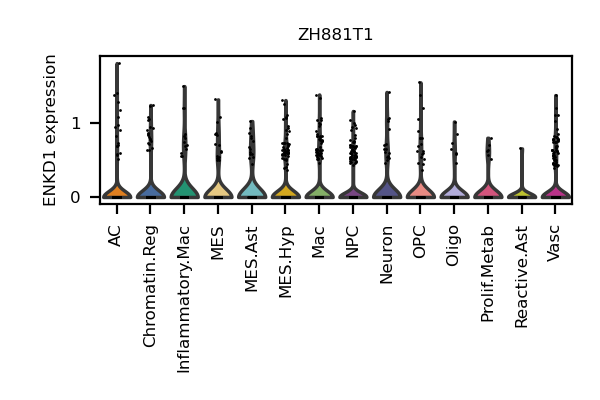 ZH881T1
ENKD1 expression
1
0
AC
Chromatin.Reg
Inflammatory.Mac
MES
MES.Ast
MES.Hyp
Mac
NPC
Neuron
OPC
Oligo
Prolif.Metab
Reactive.Ast
Vasc